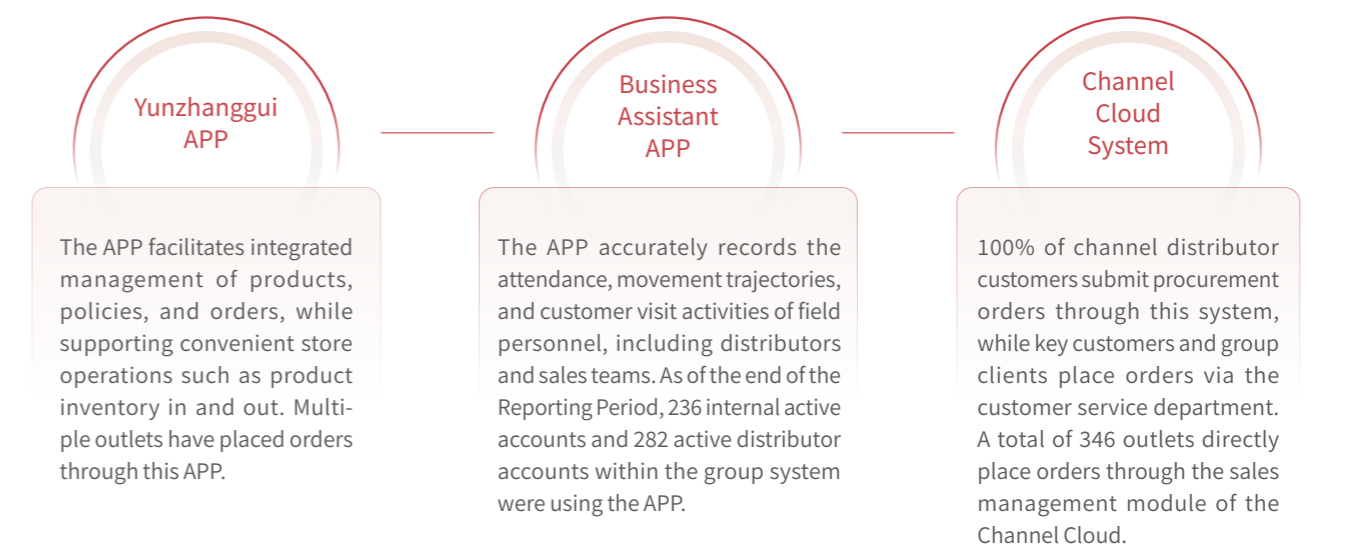 Yunzhanggui
APP
The APP facilitates integrated
management of products,
policies, and orders, while
supporting convenient store
operations such as product
inventory in and out. Multi-
ple outlets have placed orders
through this APP.
Business
Assistant
APP
The APP accurately records the
attendance, movement trajectories,
and customer visit activities of field
personnel, including distributors
and sales teams. As of the end of the
Reporting Period, 236 internal active
accounts and 282 active distributor
accounts within the group system
were using the APP.
Channel
Cloud
System
100% of channel distributor
customers submit procurement
orders through this system,
while key customers and group
clients place orders via the
customer service department.
A total of 346 outlets directly
place orders through the sales
management module of the
Channel Cloud.